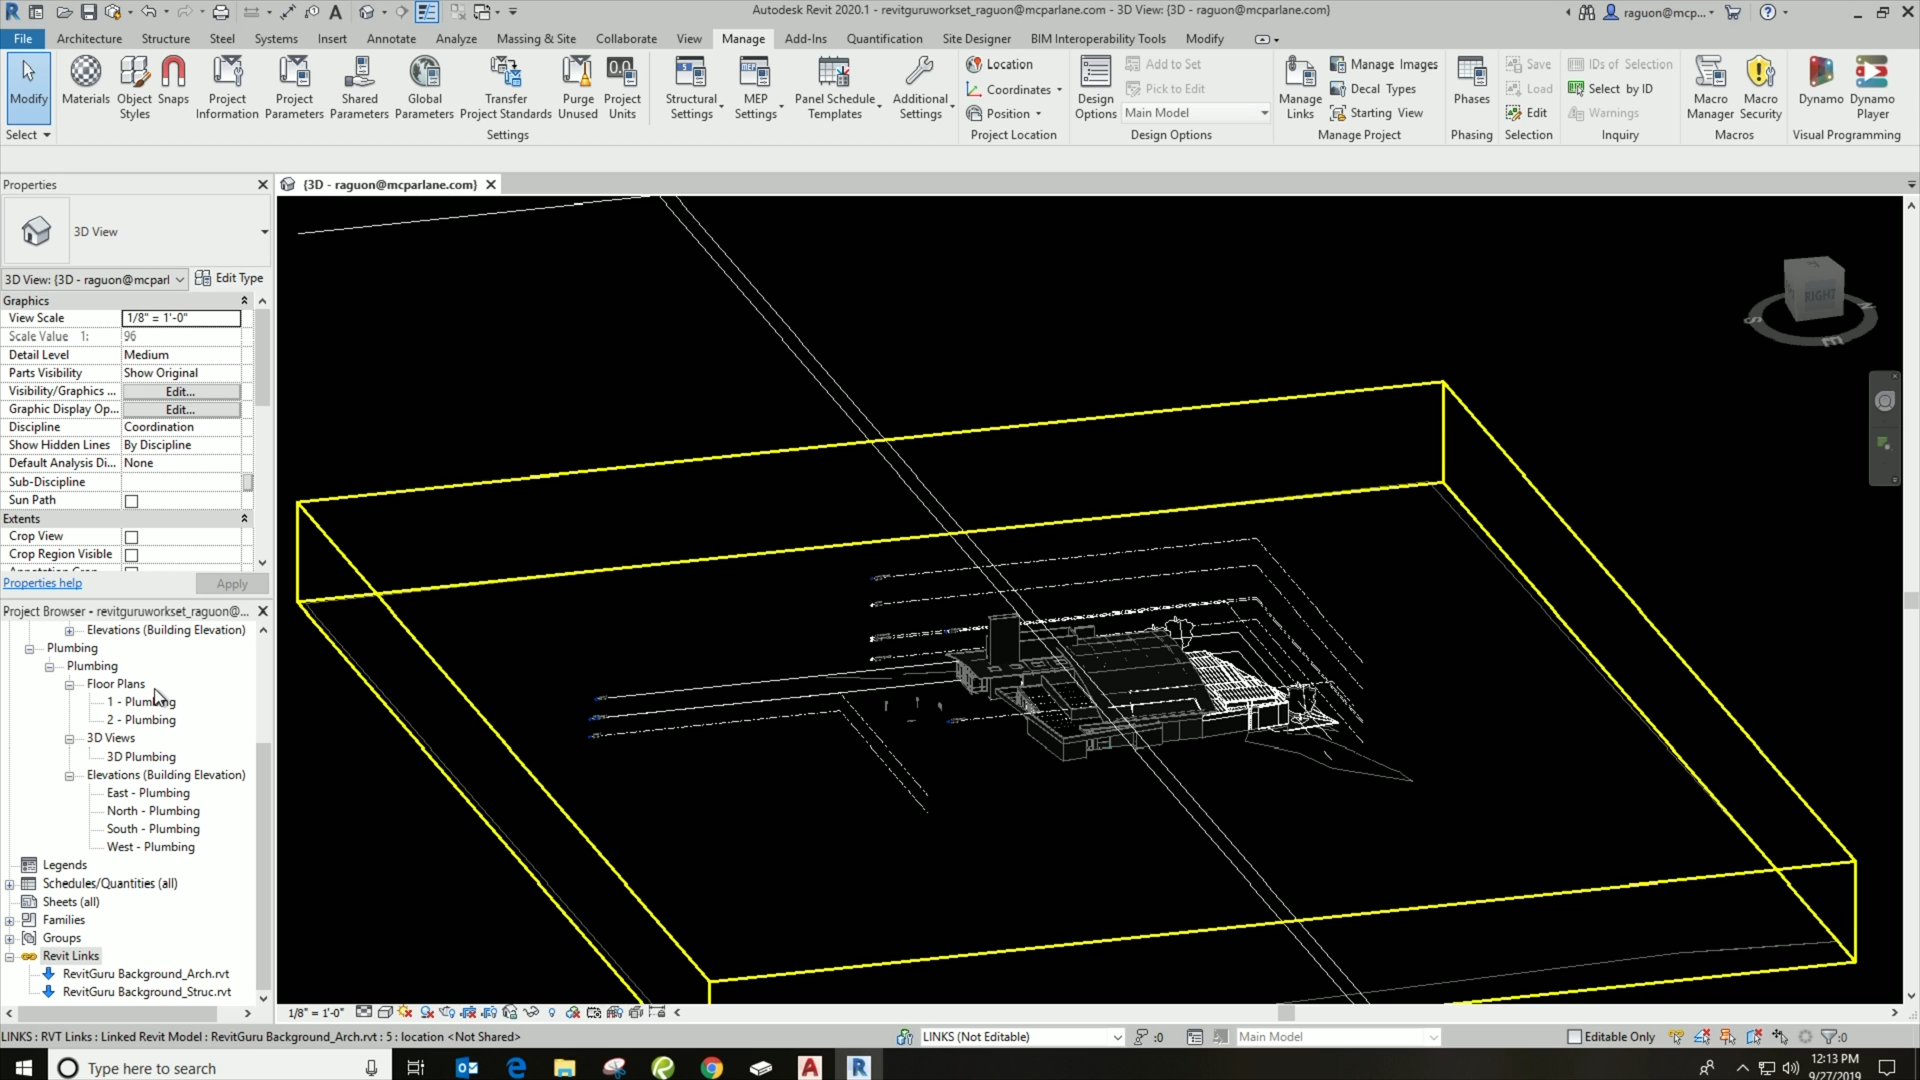 Autodesk Revit 2020.1 - revitguruworkset_raguon@mcparlane.com - 3D View: {3D - raguon@mcparlane.com}
raguon@mcp...
File Architecture Structure Steel Systems Insert Annotate Analyze Massing & Site Collaborate View Manage Add-Ins Quantification Site Designer BIM Interoperability Tools Modify
Modify
Materials
Object Styles
Snaps
Project Information
Project Parameters
Shared Parameters
Global Parameters
Transfer Project Standards
Purge Unused
Project Units
Structural Settings
MEP Settings
Panel Schedule Templates
Additional Settings
Location
Coordinates
Position
Design Options
Add to Set
Pick to Edit
Main Model
Manage Links
Manage Images
Decal Types
Starting View
Phases
Save
Load
Edit
IDs of Selection
Select by ID
Warnings
Macro Manager
Macro Security
Dynamo
Dynamo Player
Select Settings Project Location Design Options Manage Project Phasing Selection Inquiry Macros Visual Programming
Properties
{3D - raguon@mcparlane.com}
3D View
3D View: {3D - raguon@mcparl
Edit Type
Graphics
View Scale 1/8" = 1'-0"
Scale Value 1: 96
Detail Level Medium
Parts Visibility Show Original
Visibility/Graphics ... Edit...
Graphic Display Op... Edit...
Discipline Coordination
Show Hidden Lines By Discipline
Default Analysis Di... None
Sub-Discipline
Sun Path
Extents
Crop View
Crop Region Visible
Properties help
Apply
RIGHT
S
E
N
Project Browser - revitguruworkset_raguon@...
Elevations (Building Elevation)
Plumbing
Plumbing
Floor Plans
1 - Plumbing
2 - Plumbing
3D Views
3D Plumbing
Elevations (Building Elevation)
East - Plumbing
North - Plumbing
South - Plumbing
West - Plumbing
Legends
Schedules/Quantities (all)
Sheets (all)
Families
Groups
Revit Links
RevitGuru Background_Arch.rvt
RevitGuru Background_Struc.rvt
1/8" = 1'-0"
LINKS : RVT Links : Linked Revit Model : RevitGuru Background_Arch.rvt : 5 : location <Not Shared>
LINKS (Not Editable)
:0
Main Model
Editable Only
:0
Type here to search
12:13 PM
9/27/2019